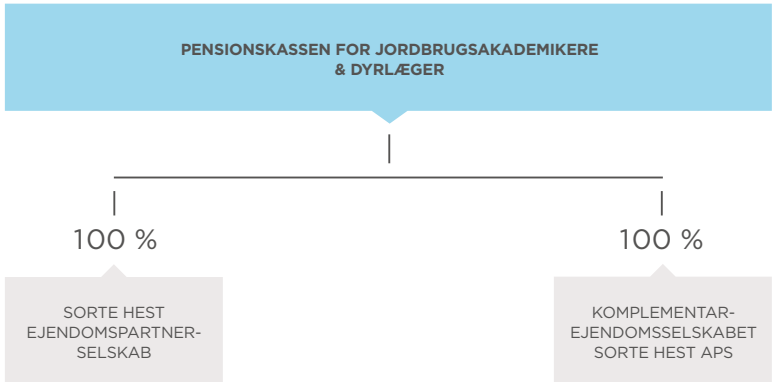 PENSIONSKASSEN FOR JORDBRUGSAKADEMIKERE
& DYRLÆGER
100 %
100 %
SORTE HEST
EJENDOMSPARTNER-
SELSKAB
KOMPLEMENTAR-
EJENDOMSSELSKABET
SORTE HEST APS